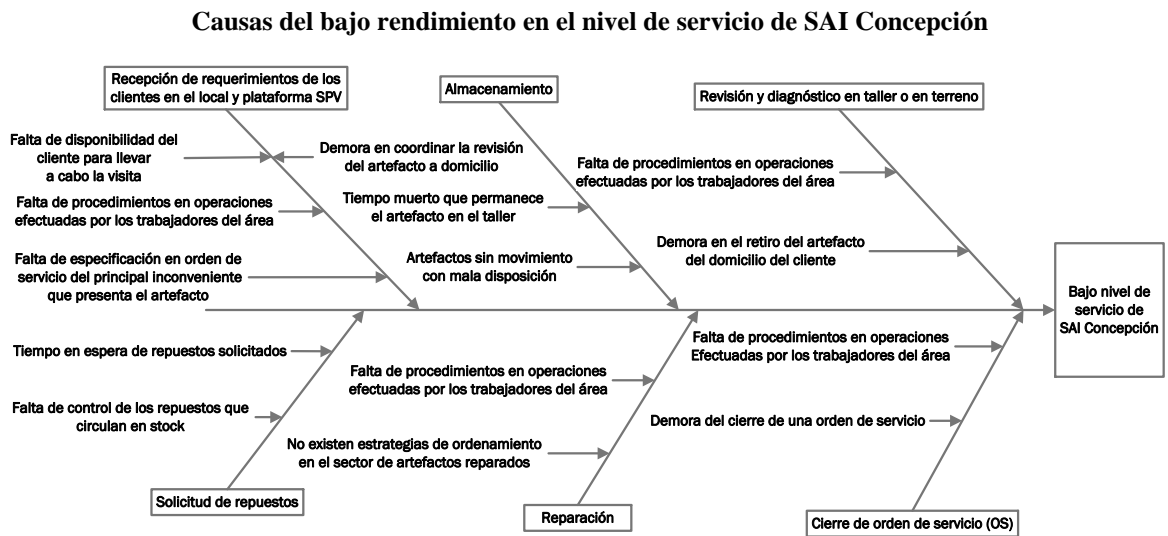 Causas del bajo rendimiento en el nivel de servicio de SAI Concepción
Recepción de requerimientos de los
clientes en el local y plataforma SPV
Almacenamiento
Revisión y diagnóstico en taller o en terreno
Falta de disponibilidad del
cliente para llevar
a cabo la visita
Demora en coordinar la revisión
del artefacto a domicilio
Falta de procedimientos en operaciones
efectuadas por los trabajadores del área
Falta de especificación en orden de
servicio del principal inconveniente
que presenta el artefacto
Tiempo muerto que permanece
el artefacto en el taller
Artefactos sin movimiento
con mala disposición
Falta de procedimientos en operaciones
efectuadas por los trabajadores del área
Demora en el retiro del artefacto
del domicilio del cliente
Bajo nivel de
servicio de
SAI Concepción
Tiempo en espera de repuestos solicitados
Falta de control de los repuestos que
circulan en stock
Solicitud de repuestos
Falta de procedimientos en operaciones
efectuadas por los trabajadores del área
No existen estrategias de ordenamiento
en el sector de artefactos reparados
Reparación
Falta de procedimientos en operaciones
Efectuadas por los trabajadores del área
Demora del cierre de una orden de servicio
Cierre de orden de servicio (OS)